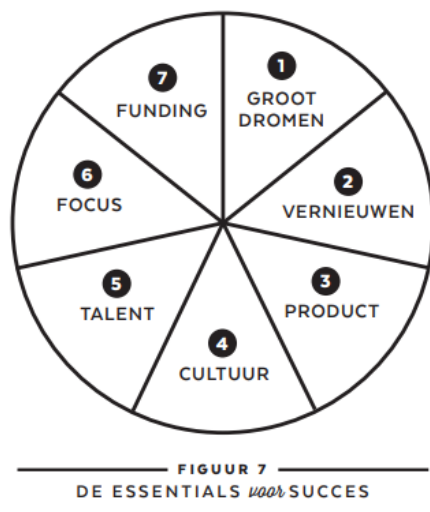 1
GROOT
DROMEN
2
VERNIEUWEN
3
PRODUCT
4
CULTUUR
5
TALENT
6
FOCUS
7
FUNDING
FIGUUR 7
DE ESSENTIALS voor SUCCES